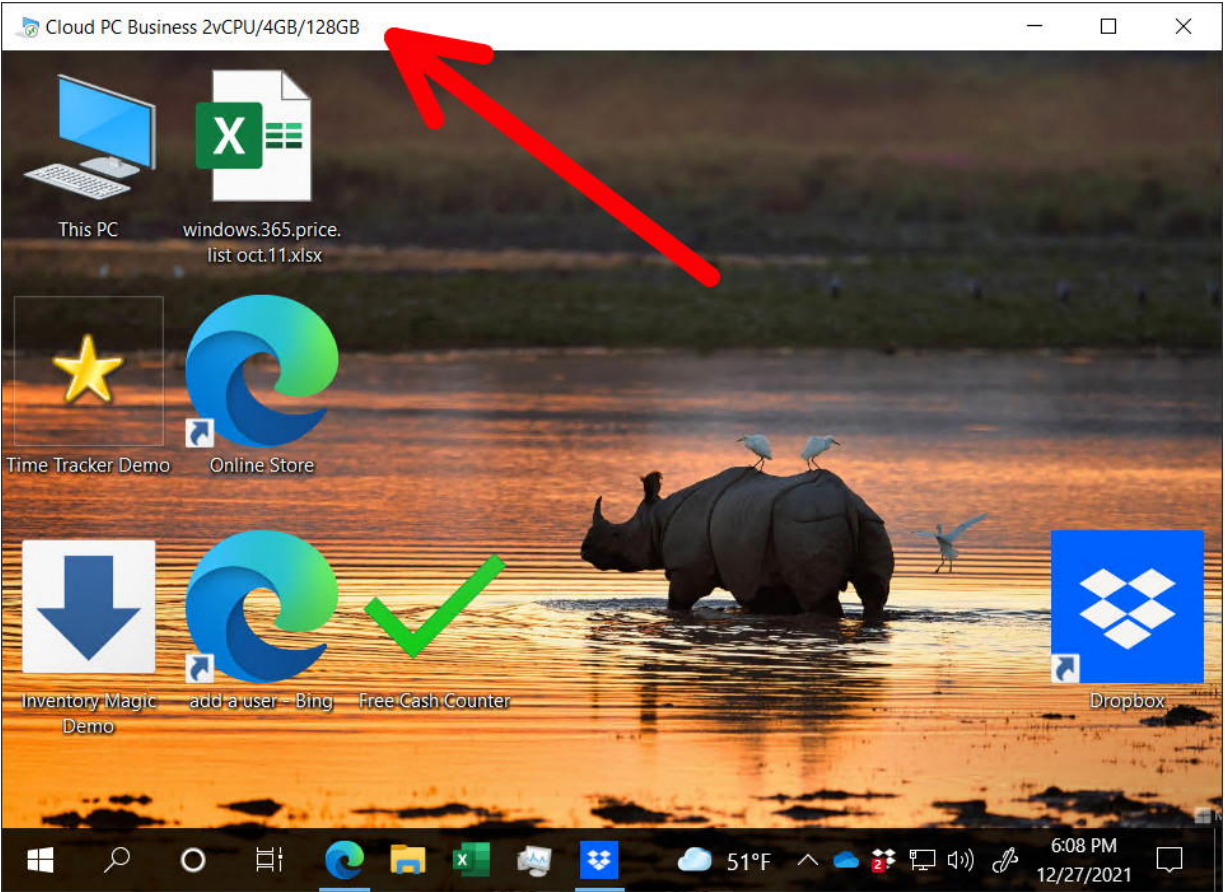 Cloud PC Business 2vCPU/4GB/128GB
This PC
windows.365.price.
list oct.11.xlsx
Time Tracker Demo
Online Store
Inventory Magic
Demo
add a user - Bing
Free Cash Counter
Dropbox
51°F
2
6:08 PM
12/27/2021